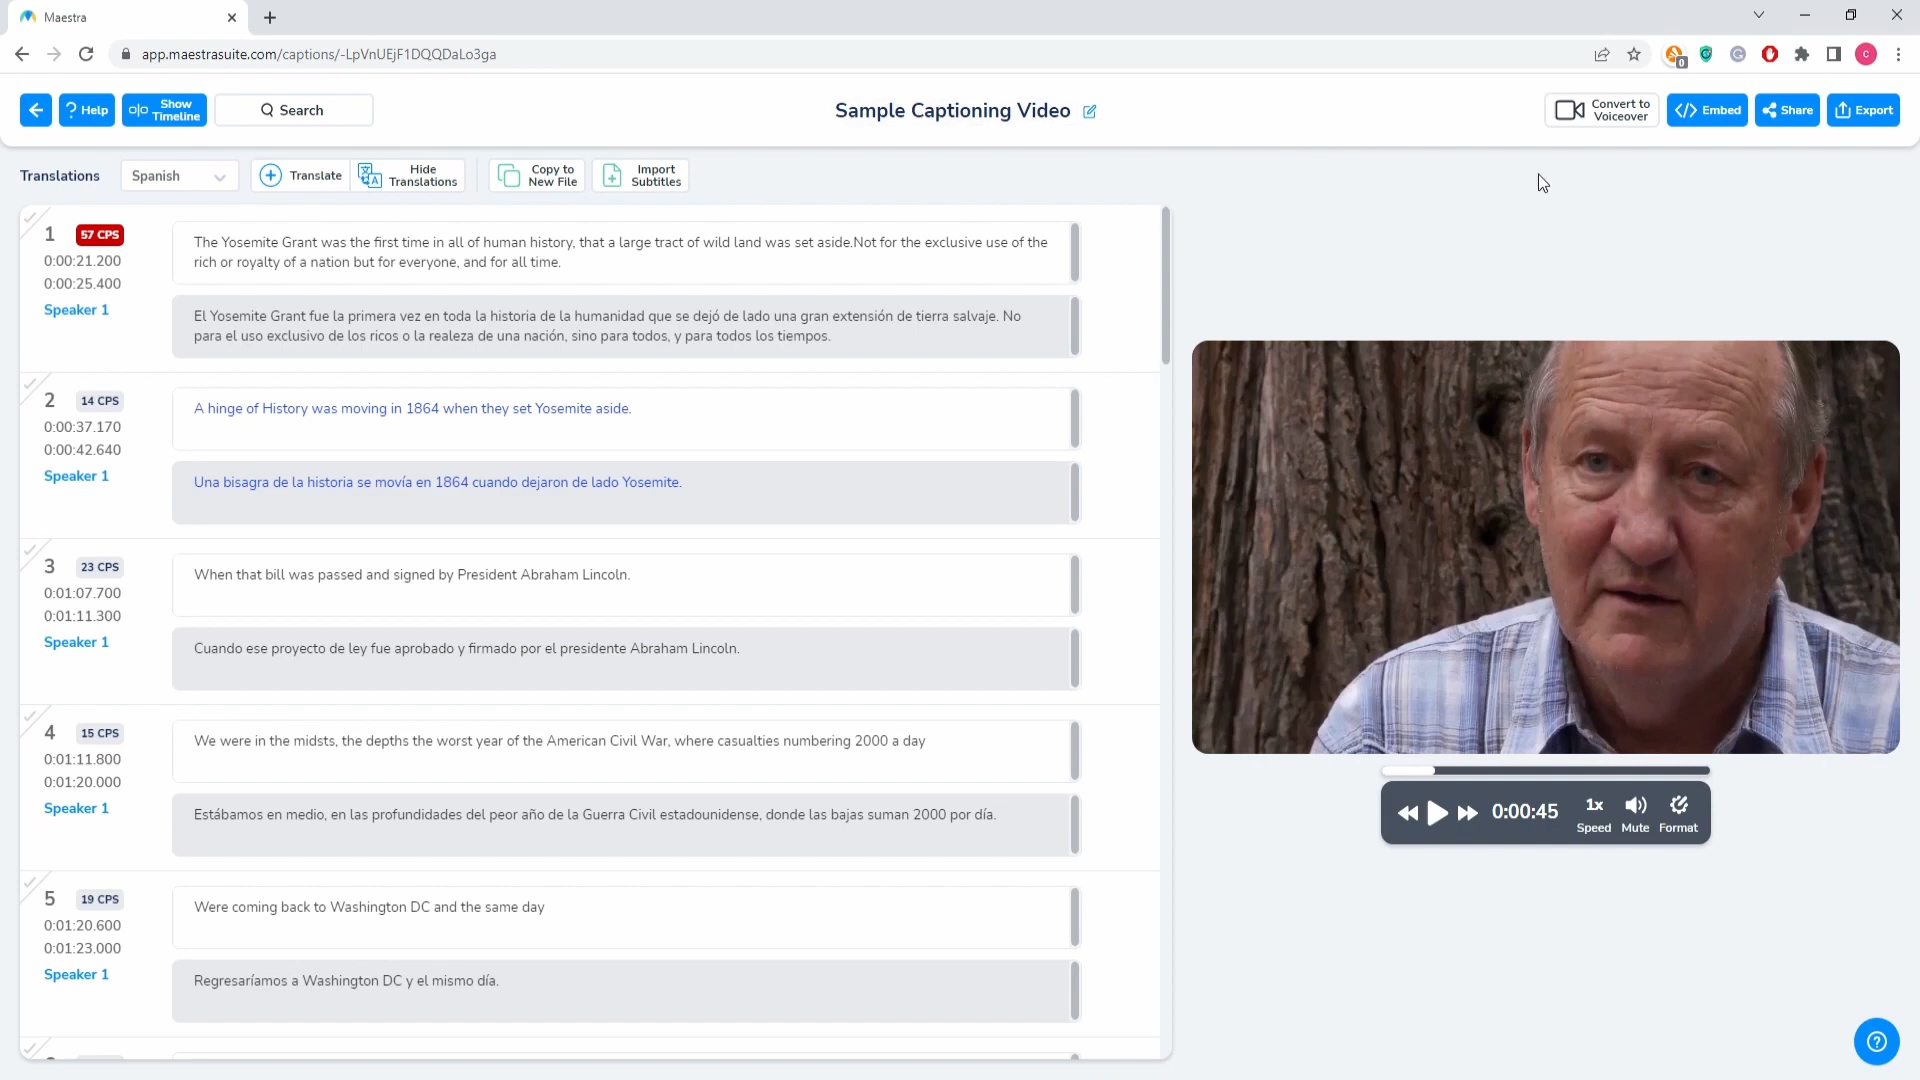 Maestra
app.maestrasuite.com/captions/-LpVnUEjF1DQQDaLo3ga
0
c
? Help
Show
Timeline
Search
Sample Captioning Video
Convert to
Voiceover
Embed
Share
Export
Translations
Spanish
Translate
Hide
Translations
Copy to
New File
Import
Subtitles
1
57 CPS
0:00:21.200
0:00:25.400
Speaker 1
The Yosemite Grant was the first time in all of human history, that a large tract of wild land was set aside.Not for the exclusive use of the
rich or royalty of a nation but for everyone, and for all time.
El Yosemite Grant fue la primera vez en toda la historia de la humanidad que se dejó de lado una gran extensión de tierra salvaje. No
para el uso exclusivo de los ricos o la realeza de una nación, sino para todos, y para todos los tiempos.
2
14 CPS
0:00:37.170
0:00:42.640
Speaker 1
A hinge of History was moving in 1864 when they set Yosemite aside.
Una bisagra de la historia se movía en 1864 cuando dejaron de lado Yosemite.
3
23 CPS
0:01:07.700
0:01:11.300
Speaker 1
When that bill was passed and signed by President Abraham Lincoln.
Cuando ese proyecto de ley fue aprobado y firmado por el presidente Abraham Lincoln.
4
15 CPS
0:01:11.800
0:01:20.000
Speaker 1
We were in the midsts, the depths the worst year of the American Civil War, where casualties numbering 2000 a day
Estábamos en medio, en las profundidades del peor año de la Guerra Civil estadounidense, donde las bajas suman 2000 por día.
5
19 CPS
0:01:20.600
0:01:23.000
Speaker 1
Were coming back to Washington DC and the same day
Regresaríamos a Washington DC y el mismo día.
0:00:45
1x
Speed
Mute
Format